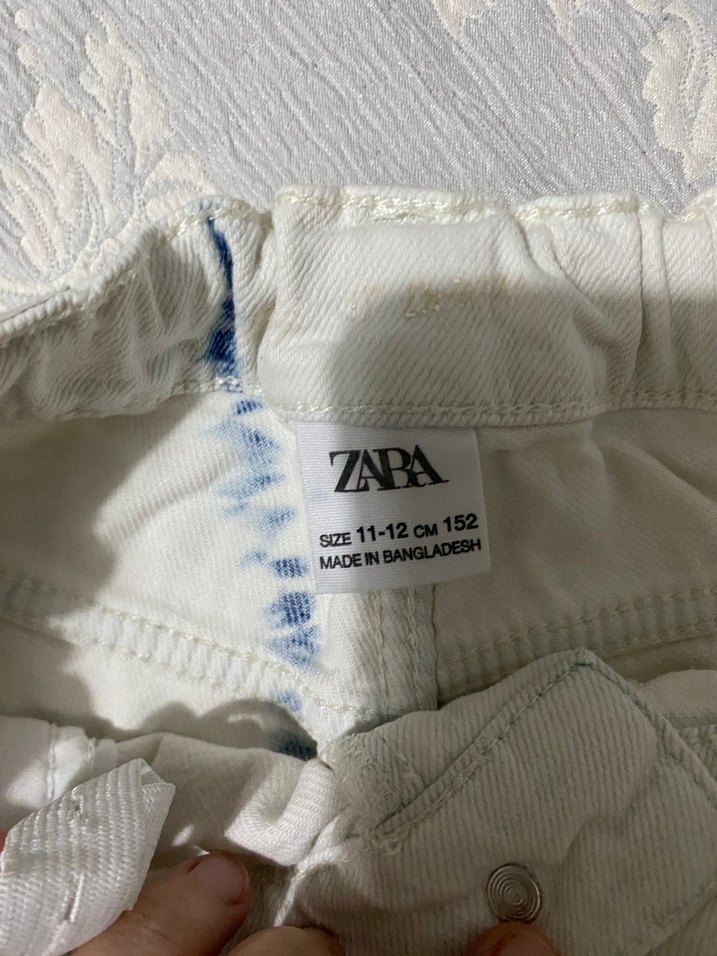 ZARA
SIZE 11-12 CM 152
MADE IN BANGLADESH